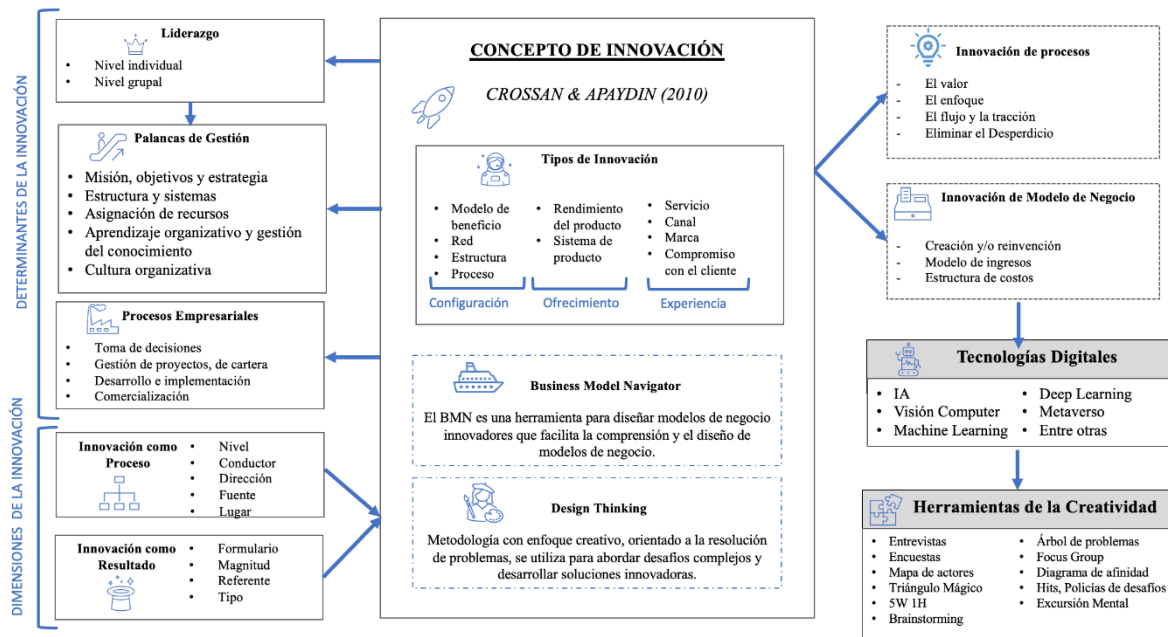 DETERMINANTES DE LA INNOVACIÓN
Liderazgo
• Nivel individual
• Nivel grupal
Palancas de Gestión
• Misión, objetivos y estrategia
• Estructura y sistemas
• Asignación de recursos
• Aprendizaje organizativo y gestión
del conocimiento
• Cultura organizativa
Procesos Empresariales
• Toma de decisiones
• Gestión de proyectos, de cartera
• Desarrollo e implementación
• Comercialización
DIMENSIONES DE LA INNOVACIÓN
Innovación como
Proceso
• Nivel
• Conductor
• Dirección
• Fuente
• Lugar
Innovación como
Resultado
• Formulario
• Magnitud
• Referente
• Tipo
CONCEPTO DE INNOVACIÓN
CROSSAN & APAYDIN (2010)
Tipos de Innovación
• Modelo de
beneficio
• Red
• Estructura
• Proceso
Configuración
• Rendimiento
del producto
• Sistema de
producto
Ofrecimiento
• Servicio
• Canal
• Marca
• Compromiso
con el cliente
Experiencia
Business Model Navigator
El BMN es una herramienta para diseñar modelos de negocio
innovadores que facilita la comprensión y el diseño de
modelos de negocio.
Design Thinking
Metodología con enfoque creativo, orientado a la resolución
de problemas, se utiliza para abordar desafíos complejos y
desarrollar soluciones innovadoras.
Innovación de procesos
- El valor
- El enfoque
- El flujo y la tracción
- Eliminar el Desperdicio
Innovación de Modelo de Negocio
- Creación y/o reinvención
- Modelo de ingresos
- Estructura de costos
Tecnologías Digitales
• IA
• Visión Computer
• Machine Learning
• Deep Learning
• Metaverso
• Entre otras
Herramientas de la Creatividad
• Entrevistas
• Encuestas
• Mapa de actores
• Triángulo Mágico
• 5W 1H
• Brainstorming
• Árbol de problemas
• Focus Group
• Diagrama de afinidad
• Hits, Policías de desafíos
• Excursión Mental